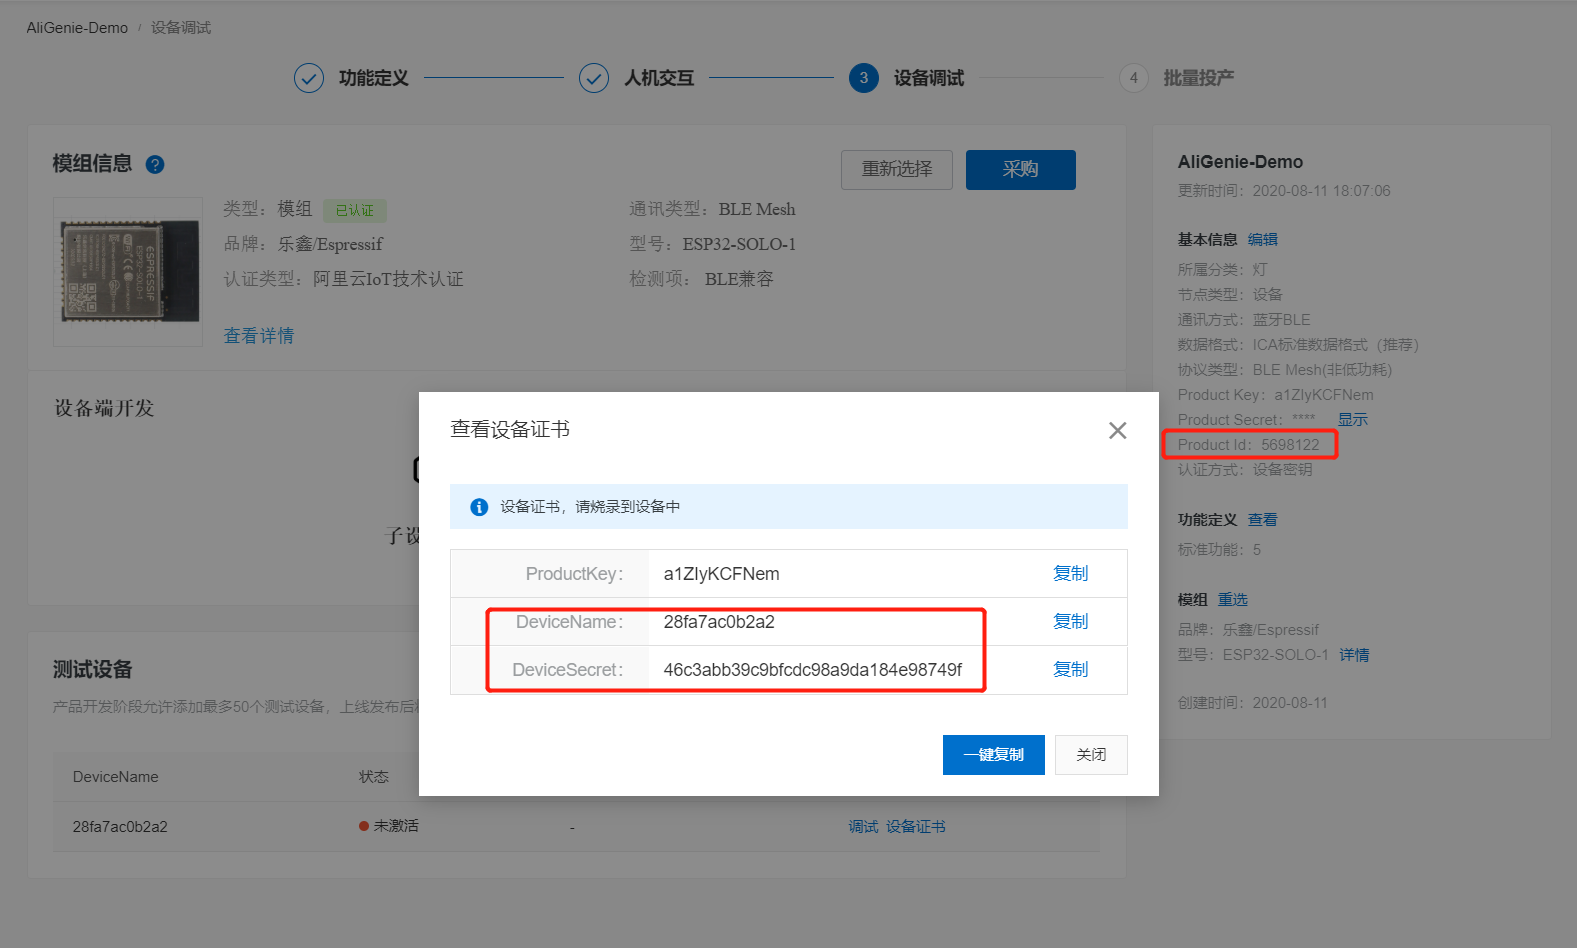 AliGenie-Demo / 设备调试
功能定义
人机交互
3 设备调试
4 批量投产
模组信息 ?
重新选择
采购
类型：模组 已认证
通讯类型：BLE Mesh
品牌：乐鑫/Espressif
型号：ESP32-SOLO-1
认证类型：阿里云IoT技术认证
检测项：BLE兼容
查看详情
ESPRESSIF
ESP32-SOLO-1
设备端开发
子设
测试设备
产品开发阶段允许添加最多50个测试设备，上线发布后
DeviceName 状态
28fa7ac0b2a2 未激活 - 调试 设备证书
查看设备证书
设备证书，请烧录到设备中
ProductKey： a1ZIyKCFNem 复制
DeviceName： 28fa7ac0b2a2 复制
DeviceSecret： 46c3abb39c9bfcdc98a9da184e98749f 复制
一键复制 关闭
AliGenie-Demo
更新时间：2020-08-11 18:07:06
基本信息 编辑
所属分类：灯
节点类型：设备
通讯方式：蓝牙BLE
数据格式：ICA标准数据格式（推荐）
协议类型：BLE Mesh(非低功耗)
Product Key：a1ZIyKCFNem
Product Secret：**** 显示
Product Id：5698122
认证方式：设备密钥
功能定义 查看
标准功能：5
模组 重选
品牌：乐鑫/Espressif
型号：ESP32-SOLO-1 详情
创建时间：2020-08-11